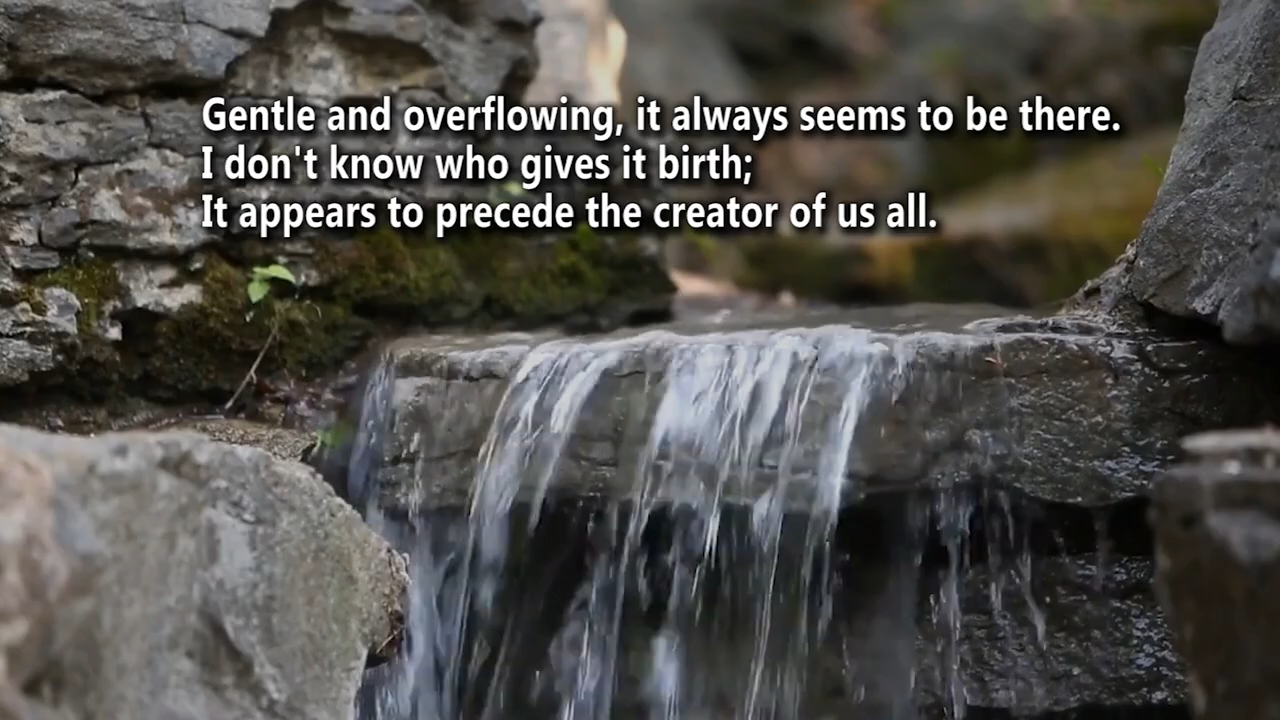 Gentle and overflowing, it always seems to be there.
I don't know who gives it birth;
It appears to precede the creator of us all.